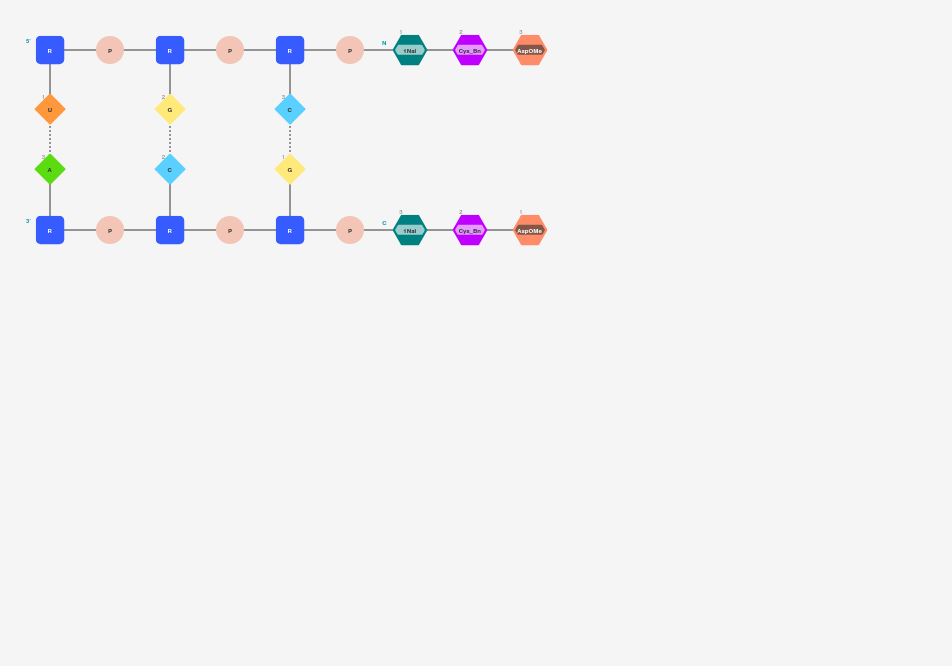 5' R P R P R P N 1 1Nal 2 Cys_Bn 3 AspOMe
1 U 2 G 3 C
3 A 2 C 1 G
3' R P R P R P C 3 1Nal 2 Cys_Bn 1 AspOMe